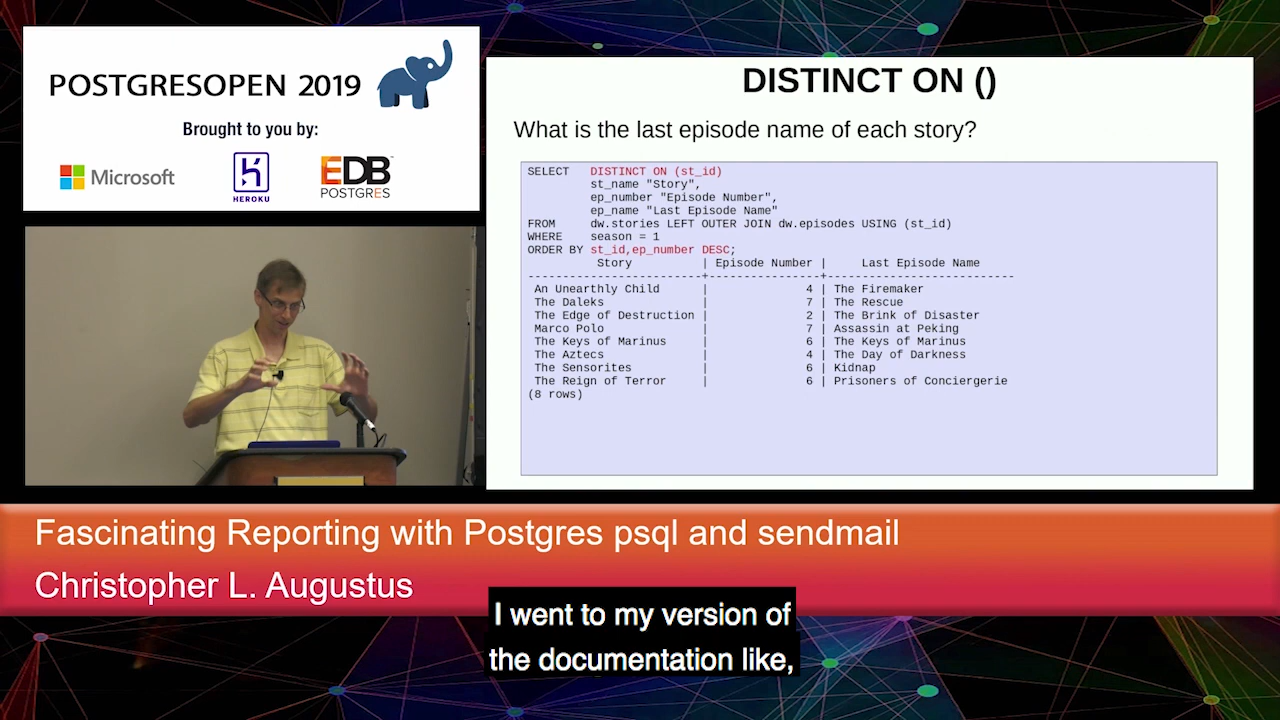 POSTGRESOPEN 2019
Brought to you by:
Microsoft
HEROKU
EDB
POSTGRES
DISTINCT ON ()
What is the last episode name of each story?
SELECT   DISTINCT ON (st_id)
         st_name "Story",
         ep_number "Episode Number",
         ep_name "Last Episode Name"
FROM     dw.stories LEFT OUTER JOIN dw.episodes USING (st_id)
WHERE    season = 1
ORDER BY st_id,ep_number DESC;
          Story           | Episode Number |     Last Episode Name
--------------------------+----------------+----------------------------
 An Unearthly Child       |              4 | The Firemaker
 The Daleks               |              7 | The Rescue
 The Edge of Destruction  |              2 | The Brink of Disaster
 Marco Polo               |              7 | Assassin at Peking
 The Keys of Marinus      |              6 | The Keys of Marinus
 The Aztecs               |              4 | The Day of Darkness
 The Sensorites           |              6 | Kidnap
 The Reign of Terror      |              6 | Prisoners of Conciergerie
(8 rows)
Fascinating Reporting with Postgres psql and sendmail
Christopher L. Augustus
I went to my version of
the documentation like,